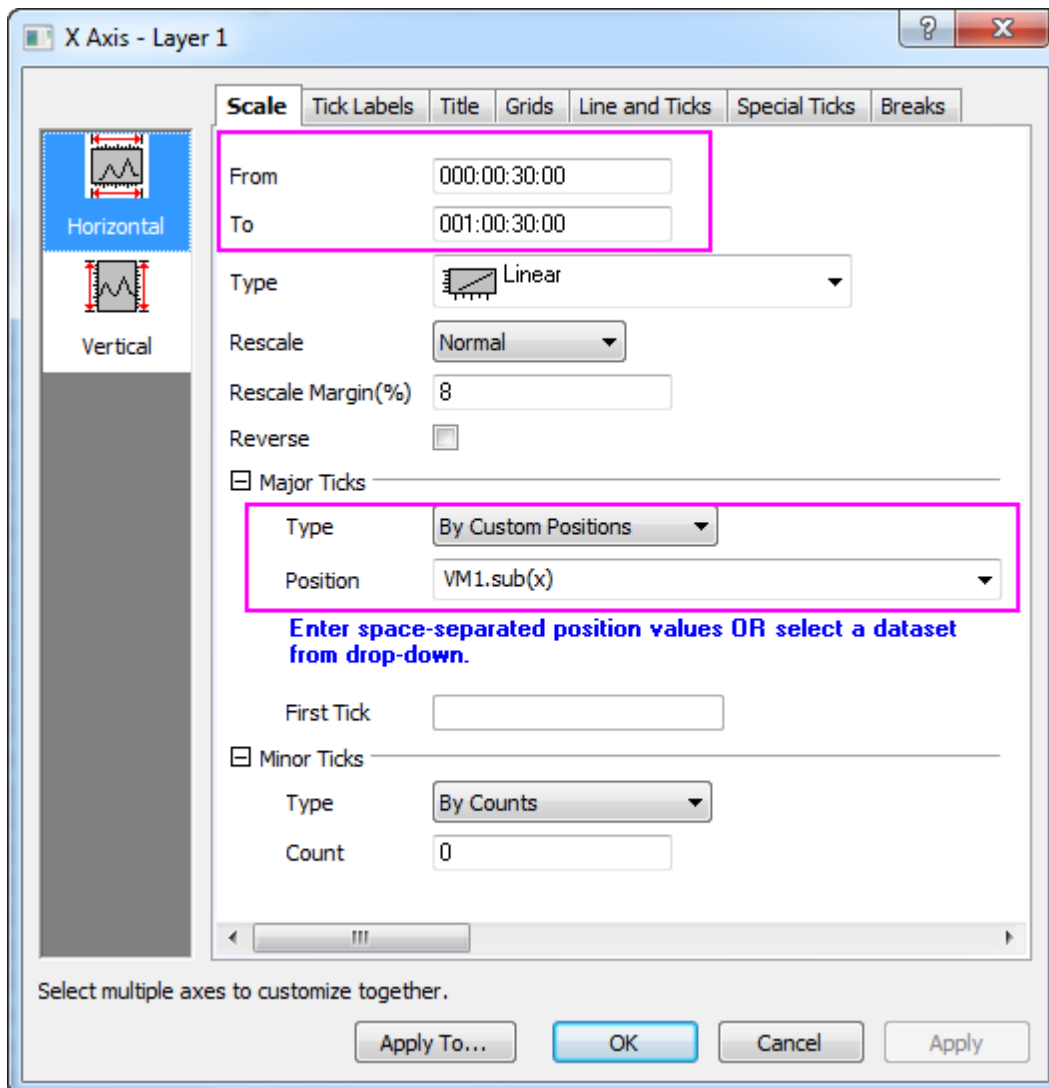 X Axis - Layer 1
Scale Tick Labels Title Grids Line and Ticks Special Ticks Breaks
Horizontal
Vertical
From 000:00:30:00
To 001:00:30:00
Type Linear
Rescale Normal
Rescale Margin(%) 8
Reverse
Major Ticks
Type By Custom Positions
Position VM1.sub(x)
Enter space-separated position values OR select a dataset
from drop-down.
First Tick
Minor Ticks
Type By Counts
Count 0
Select multiple axes to customize together.
Apply To... OK Cancel Apply